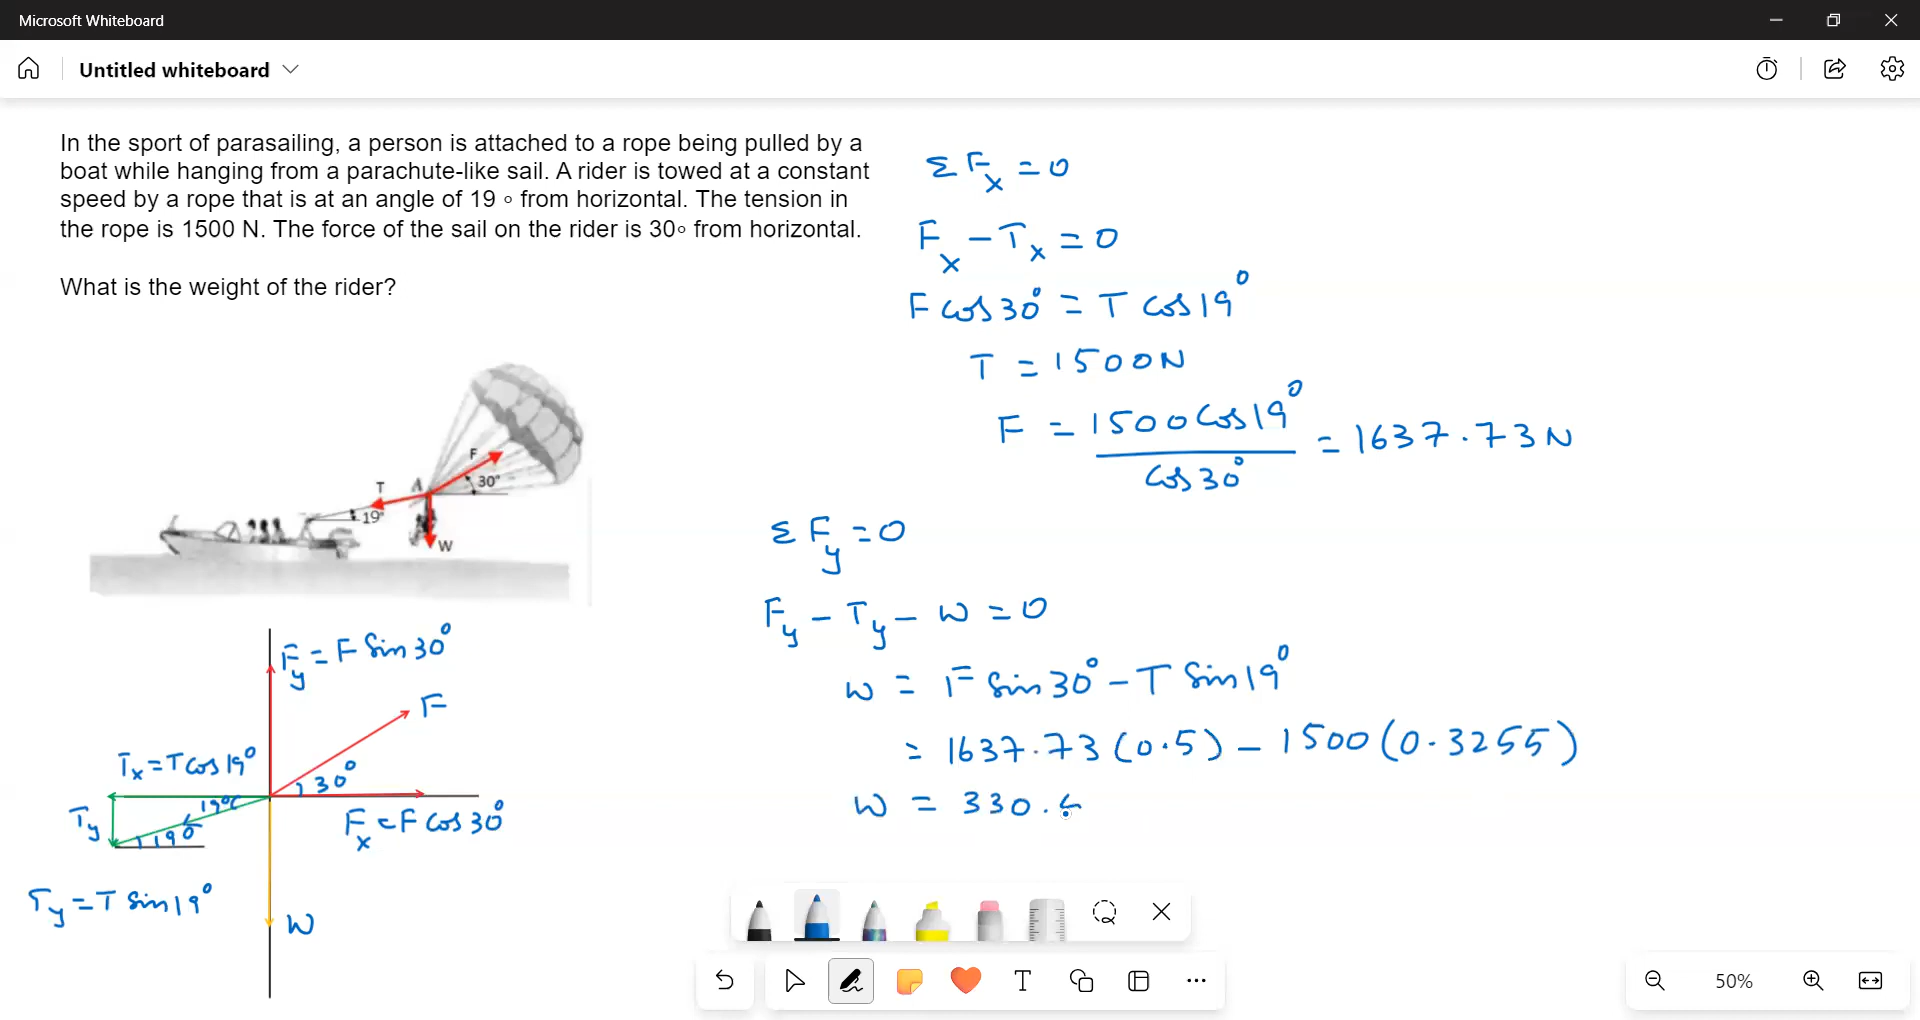 Microsoft Whiteboard
Untitled whiteboard
In the sport of parasailing, a person is attached to a rope being pulled by a
boat while hanging from a parachute-like sail. A rider is towed at a constant
speed by a rope that is at an angle of 19 ∘ from horizontal. The tension in
the rope is 1500 N. The force of the sail on the rider is 30∘ from horizontal.
What is the weight of the rider?
F
30°
A
T
19°
W
Fy = F Sin 30°
F
Tx = T Cos 19°
30°
19°
Ty
19°
Fx = F Cos 30°
Ty = T Sin 19°
W
Σ Fx = 0
Fx - Tx = 0
F Cos 30° = T Cos 19°
T = 1500 N
F = 1500 Cos 19° / Cos 30° = 1637.73 N
Σ Fy = 0
Fy - Ty - W = 0
W = F Sin 30° - T Sin 19°
= 1637.73 (0.5) - 1500 (0.3255)
W = 330.
T
50%